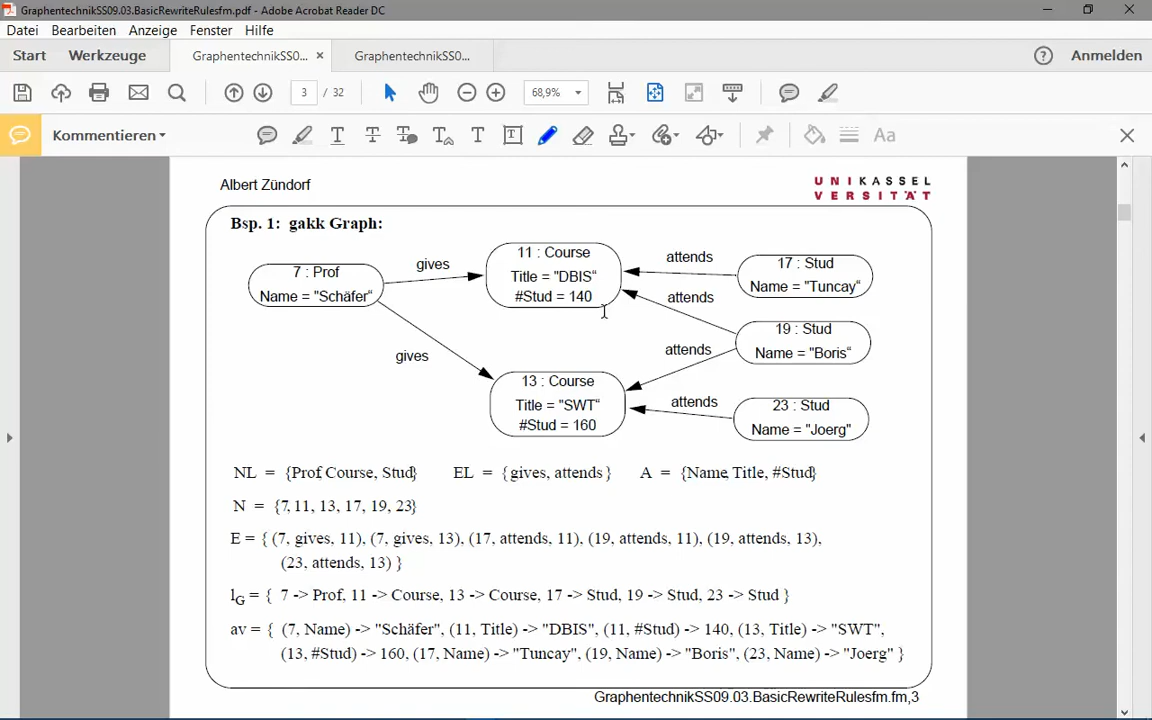 GraphentechnikSS09.03.BasicRewriteRulesfm.pdf - Adobe Acrobat Reader DC
Datei Bearbeiten Anzeige Fenster Hilfe
Start Werkzeuge GraphentechnikSS0... × GraphentechnikSS0... Anmelden
3 / 32 68,9%
Kommentieren
Albert Zündorf
UNIKASSEL
VERSITÄT
Bsp. 1: gakk Graph:
7 : Prof
Name = "Schäfer“
gives
gives
11 : Course
Title = "DBIS“
#Stud = 140
13 : Course
Title = "SWT“
#Stud = 160
attends
attends
attends
attends
17 : Stud
Name = "Tuncay“
19 : Stud
Name = "Boris“
23 : Stud
Name = "Joerg"
NL = {Prof, Course, Stud} EL = {gives, attends} A = {Name, Title, #Stud}
N = {7, 11, 13, 17, 19, 23}
E = { (7, gives, 11), (7, gives, 13), (17, attends, 11), (19, attends, 11), (19, attends, 13),
(23, attends, 13) }
lG = { 7 -> Prof, 11 -> Course, 13 -> Course, 17 -> Stud, 19 -> Stud, 23 -> Stud }
av = { (7, Name) -> "Schäfer", (11, Title) -> "DBIS", (11, #Stud) -> 140, (13, Title) -> "SWT",
(13, #Stud) -> 160, (17, Name) -> "Tuncay", (19, Name) -> "Boris", (23, Name) -> "Joerg" }
GraphentechnikSS09.03.BasicRewriteRulesfm.fm,3